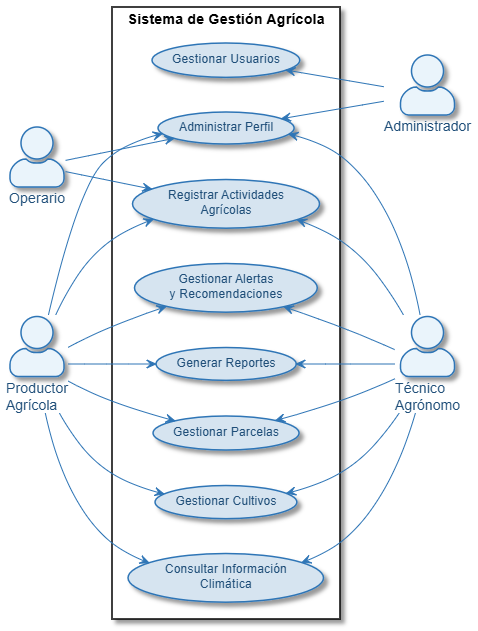 Sistema de Gestión Agrícola
Gestionar Usuarios
Administrador
Administrar Perfil
Operario
Registrar Actividades
Agrícolas
Gestionar Alertas
y Recomendaciones
Productor
Agrícola
Generar Reportes
Técnico
Agrónomo
Gestionar Parcelas
Gestionar Cultivos
Consultar Información
Climática